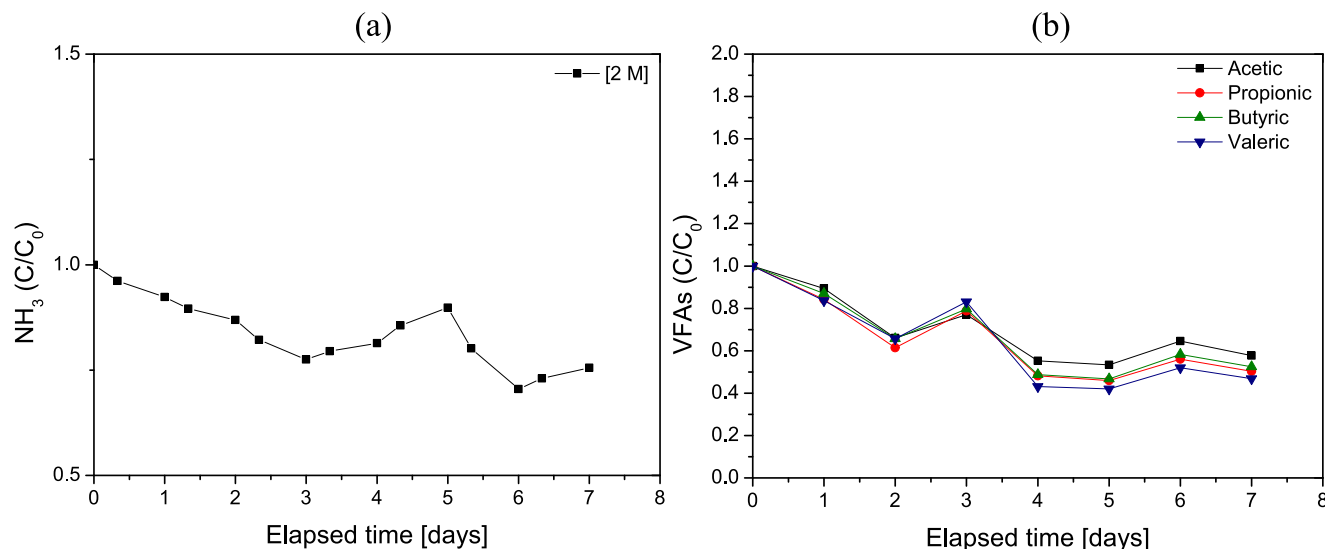 (a)
1.5
1.0
0.5
NH3 (C/C0)
[2 M]
0 1 2 3 4 5 6 7 8
Elapsed time [days]
(b)
2.0
1.8
1.6
1.4
1.2
1.0
0.8
0.6
0.4
0.2
0.0
VFAs (C/C0)
Acetic
Propionic
Butyric
Valeric
0 1 2 3 4 5 6 7 8
Elapsed time [days]